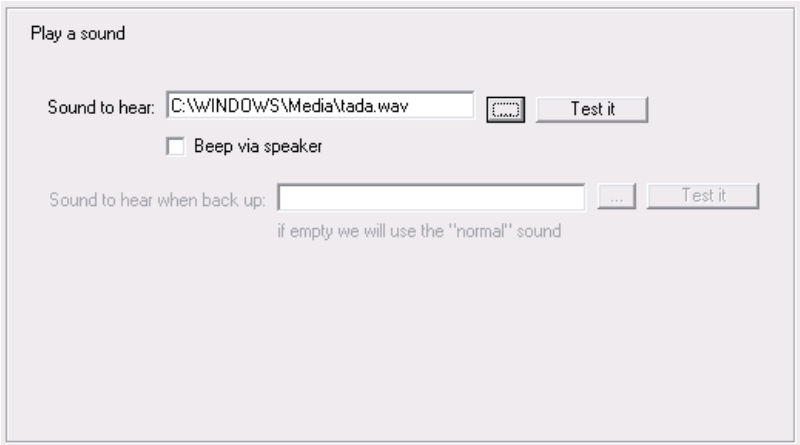 Play a sound
Sound to hear: C:\WINDOWS\Media\tada.wav ... Test it
Beep via speaker
Sound to hear when back up: ... Test it
if empty we will use the "normal" sound